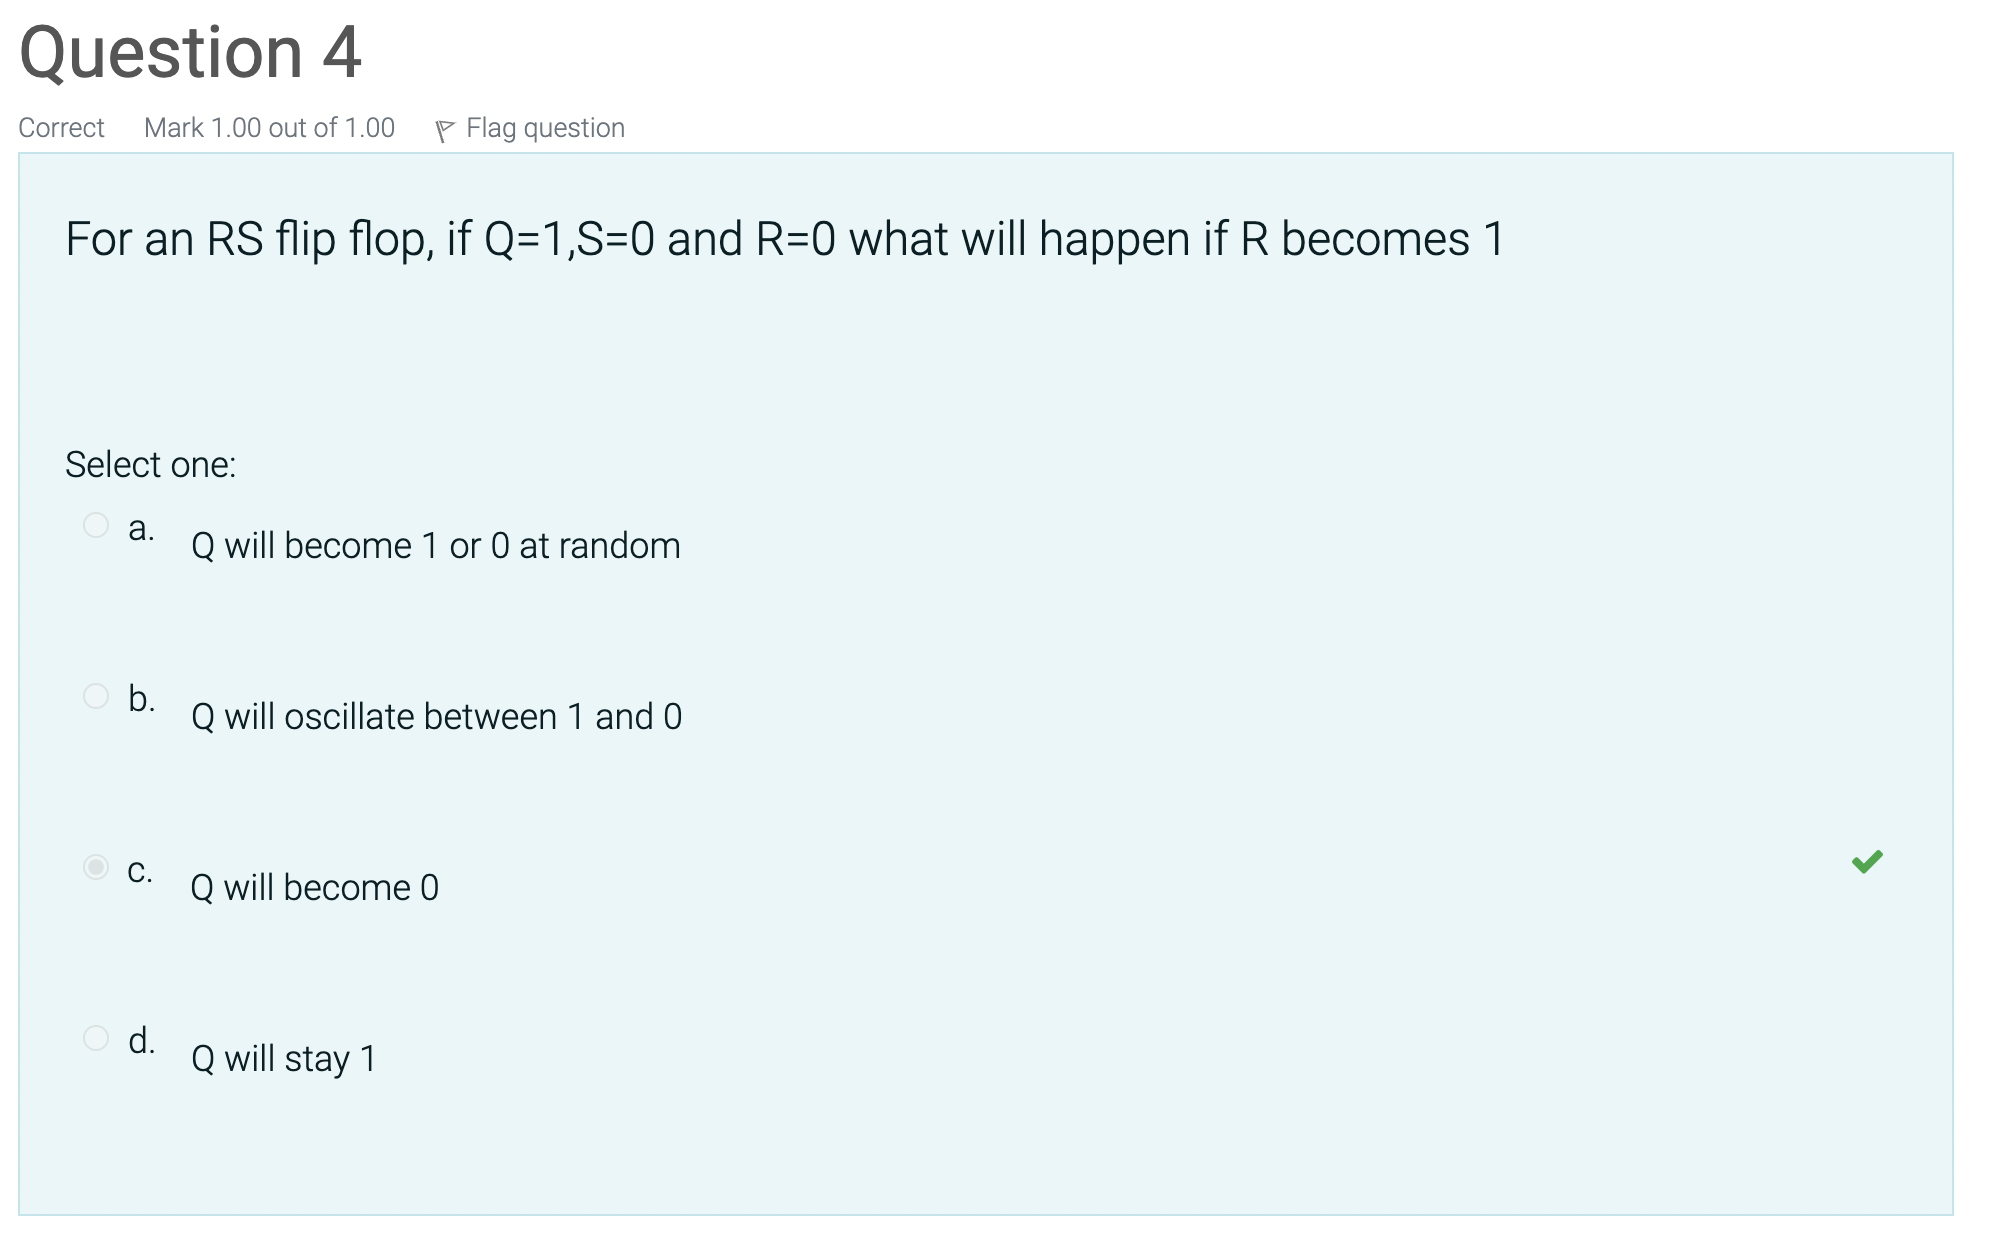 Question 4
Correct Mark 1.00 out of 1.00 Flag question
For an RS flip flop, if Q=1,S=0 and R=0 what will happen if R becomes 1
Select one:
a. Q will become 1 or 0 at random
b. Q will oscillate between 1 and 0
c. Q will become 0
d. Q will stay 1